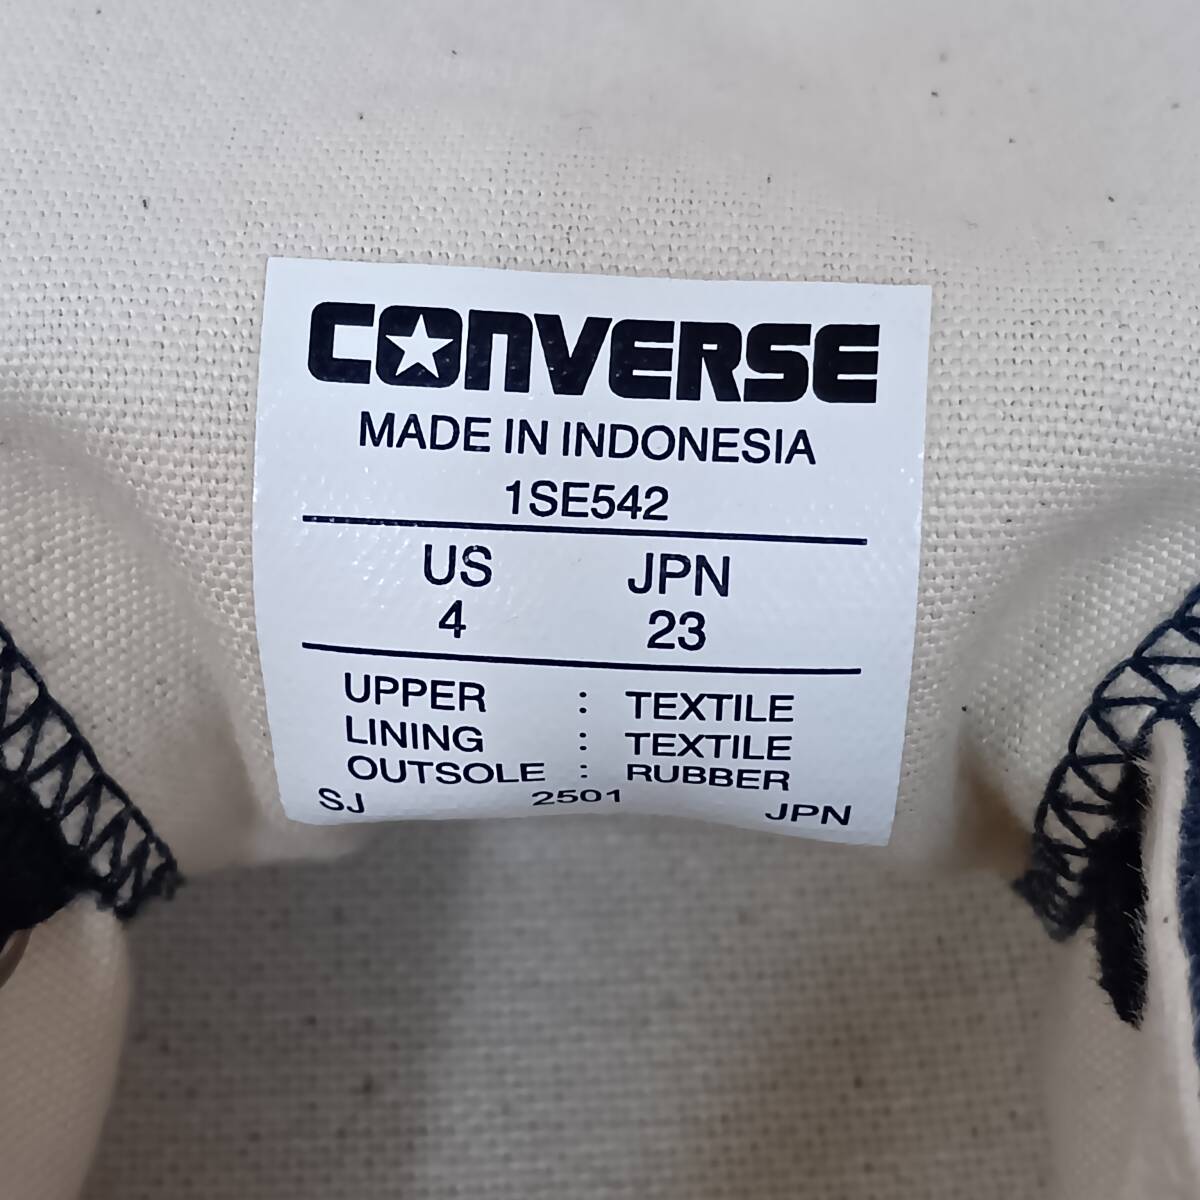 CONVERSE
MADE IN INDONESIA
1SE542
US JPN
4 23
UPPER : TEXTILE
LINING : TEXTILE
OUTSOLE : RUBBER
SJ 2501 JPN